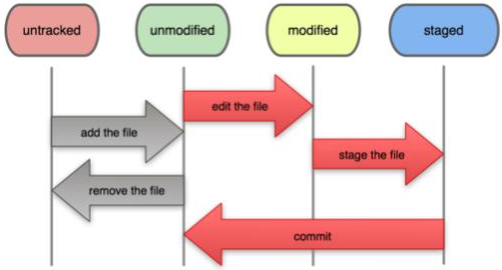 untracked
unmodified
modified
staged
edit the file
add the file
stage the file
remove the file
commit